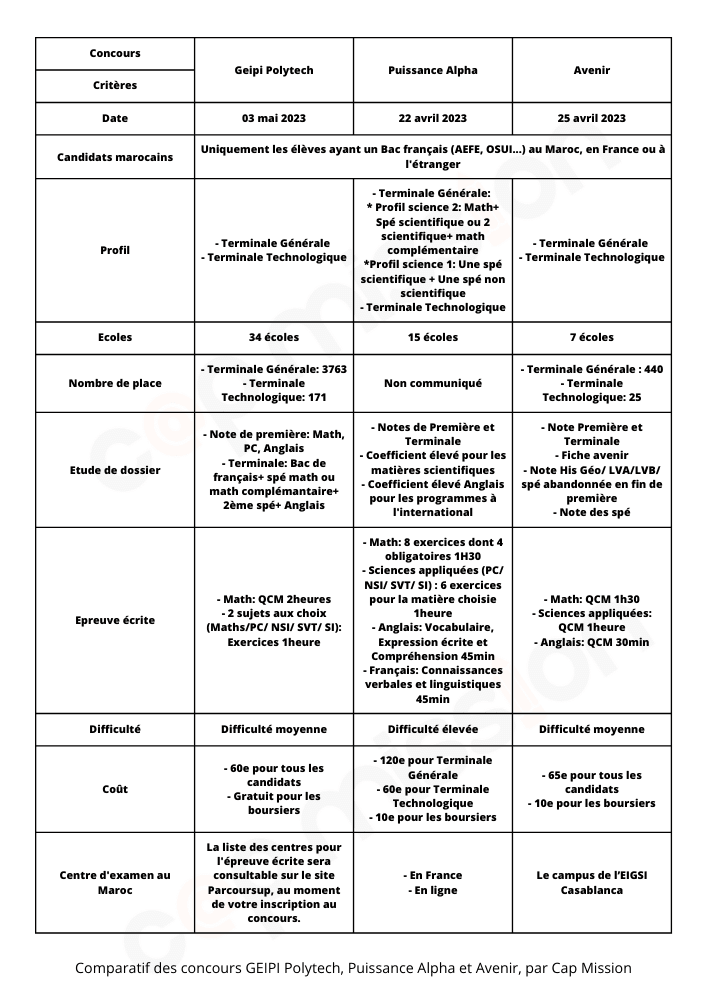 Concours
Critères
Geipi Polytech
Puissance Alpha
Avenir
Date
03 mai 2023
22 avril 2023
25 avril 2023
Candidats marocains
Uniquement les élèves ayant un Bac français (AEFE, OSUI...) au Maroc, en France ou à
l'étranger
Profil
- Terminale Générale
- Terminale Technologique
- Terminale Générale:
* Profil science 2: Math+
Spé scientifique ou 2
scientifique+ math
complémentaire
*Profil science 1: Une spé
scientifique + Une spé non
scientifique
- Terminale Technologique
- Terminale Générale
- Terminale Technologique
Ecoles
34 écoles
15 écoles
7 écoles
Nombre de place
- Terminale Générale: 3763
- Terminale
Technologique: 171
Non communiqué
- Terminale Générale : 440
- Terminale
Technologique: 25
Etude de dossier
- Note de première: Math,
PC, Anglais
- Terminale: Bac de
français+ spé math ou
math complémantaire+
2ème spé+ Anglais
- Notes de Première et
Terminale
- Coefficient élevé pour les
matières scientifiques
- Coefficient élevé Anglais
pour les programmes à
l'international
- Note Première et
Terminale
- Fiche avenir
- Note His Géo/ LVA/LVB/
spé abandonnée en fin de
première
- Note des spé
Epreuve écrite
- Math: QCM 2heures
- 2 sujets aux choix
(Maths/PC/ NSI/ SVT/ SI):
Exercices 1heure
- Math: 8 exercices dont 4
obligatoires 1H30
- Sciences appliquées (PC/
NSI/ SVT/ SI) : 6 exercices
pour la matière choisie
1heure
- Anglais: Vocabulaire,
Expression écrite et
Compréhension 45min
- Français: Connaissances
verbales et linguistiques
45min
- Math: QCM 1h30
- Sciences appliquées:
QCM 1heure
- Anglais: QCM 30min
Difficulté
Difficulté moyenne
Difficulté élevée
Difficulté moyenne
Coût
- 60e pour tous les
candidats
- Gratuit pour les
boursiers
- 120e pour Terminale
Générale
- 60e pour Terminale
Technologique
- 10e pour les boursiers
- 65e pour tous les
candidats
- 10e pour les boursiers
Centre d'examen au
Maroc
La liste des centres pour
l'épreuve écrite sera
consultable sur le site
Parcoursup, au moment
de votre inscription au
concours.
- En France
- En ligne
Le campus de l’EIGSI
Casablanca
c@pmission
c@pmission
Comparatif des concours GEIPI Polytech, Puissance Alpha et Avenir, par Cap Mission